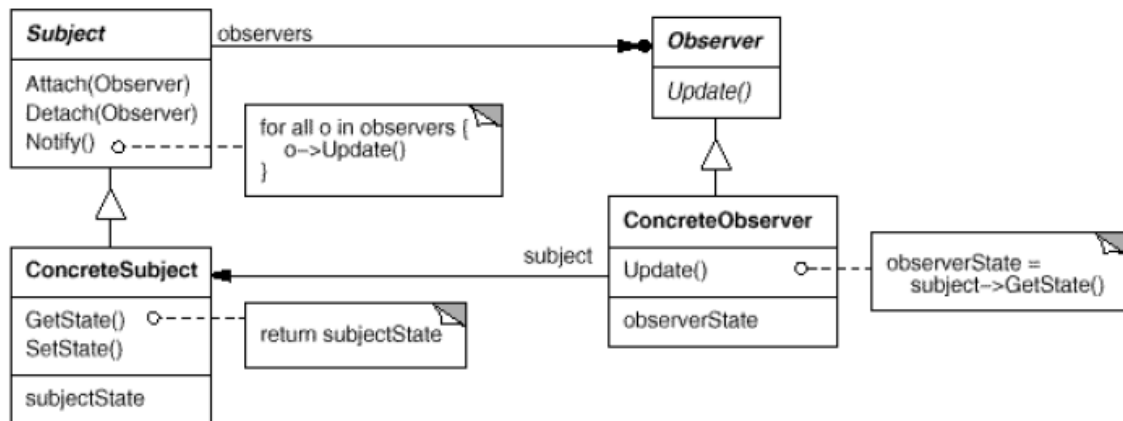 Subject
observers
Observer
Attach(Observer)
Detach(Observer)
Notify()
Update()
for all o in observers {
o->Update()
}
ConcreteSubject
GetState()
SetState()
subjectState
return subjectState
subject
ConcreteObserver
Update()
observerState
observerState =
subject->GetState()